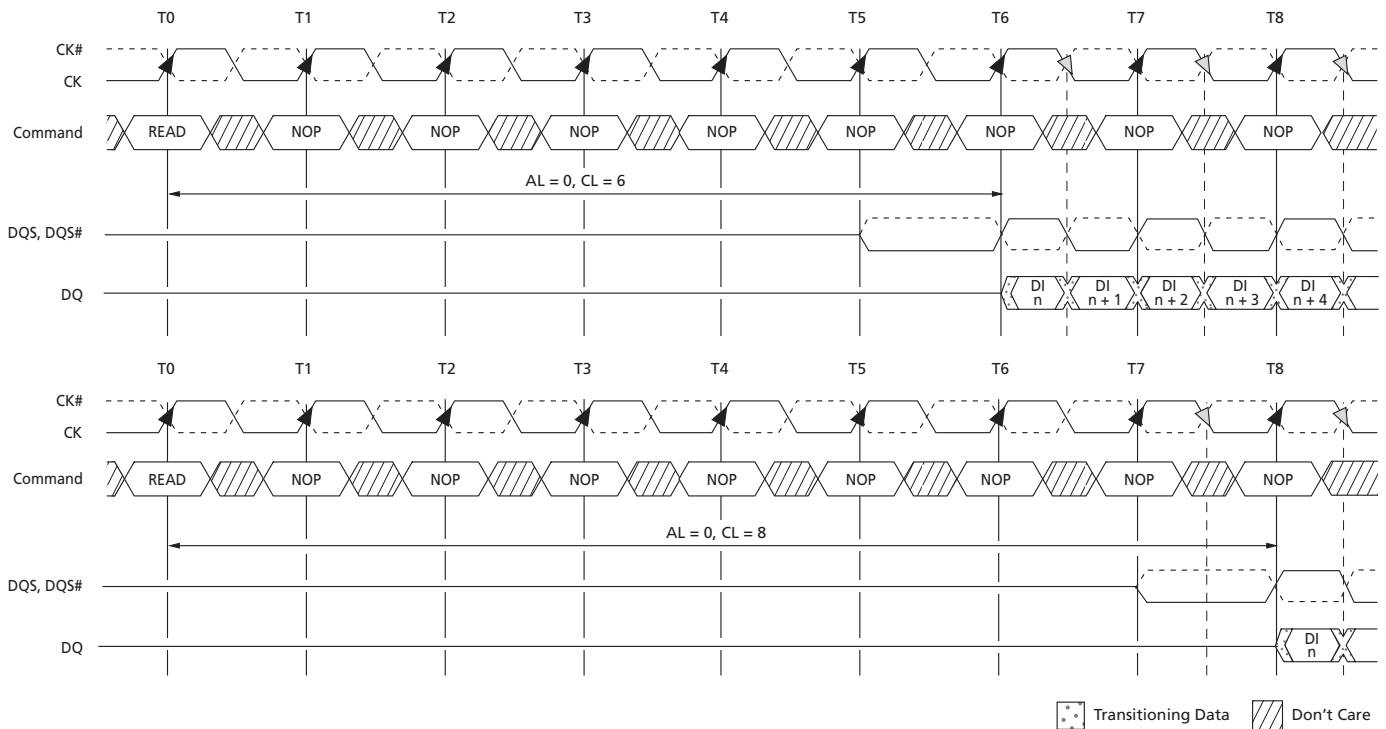 T0 T1 T2 T3 T4 T5 T6 T7 T8
CK#
CK
Command READ NOP NOP NOP NOP NOP NOP NOP NOP
AL = 0, CL = 6
DQS, DQS#
DQ DI n DI n + 1 DI n + 2 DI n + 3 DI n + 4
T0 T1 T2 T3 T4 T5 T6 T7 T8
CK#
CK
Command READ NOP NOP NOP NOP NOP NOP NOP NOP
AL = 0, CL = 8
DQS, DQS#
DQ DI n
Transitioning Data Don't Care